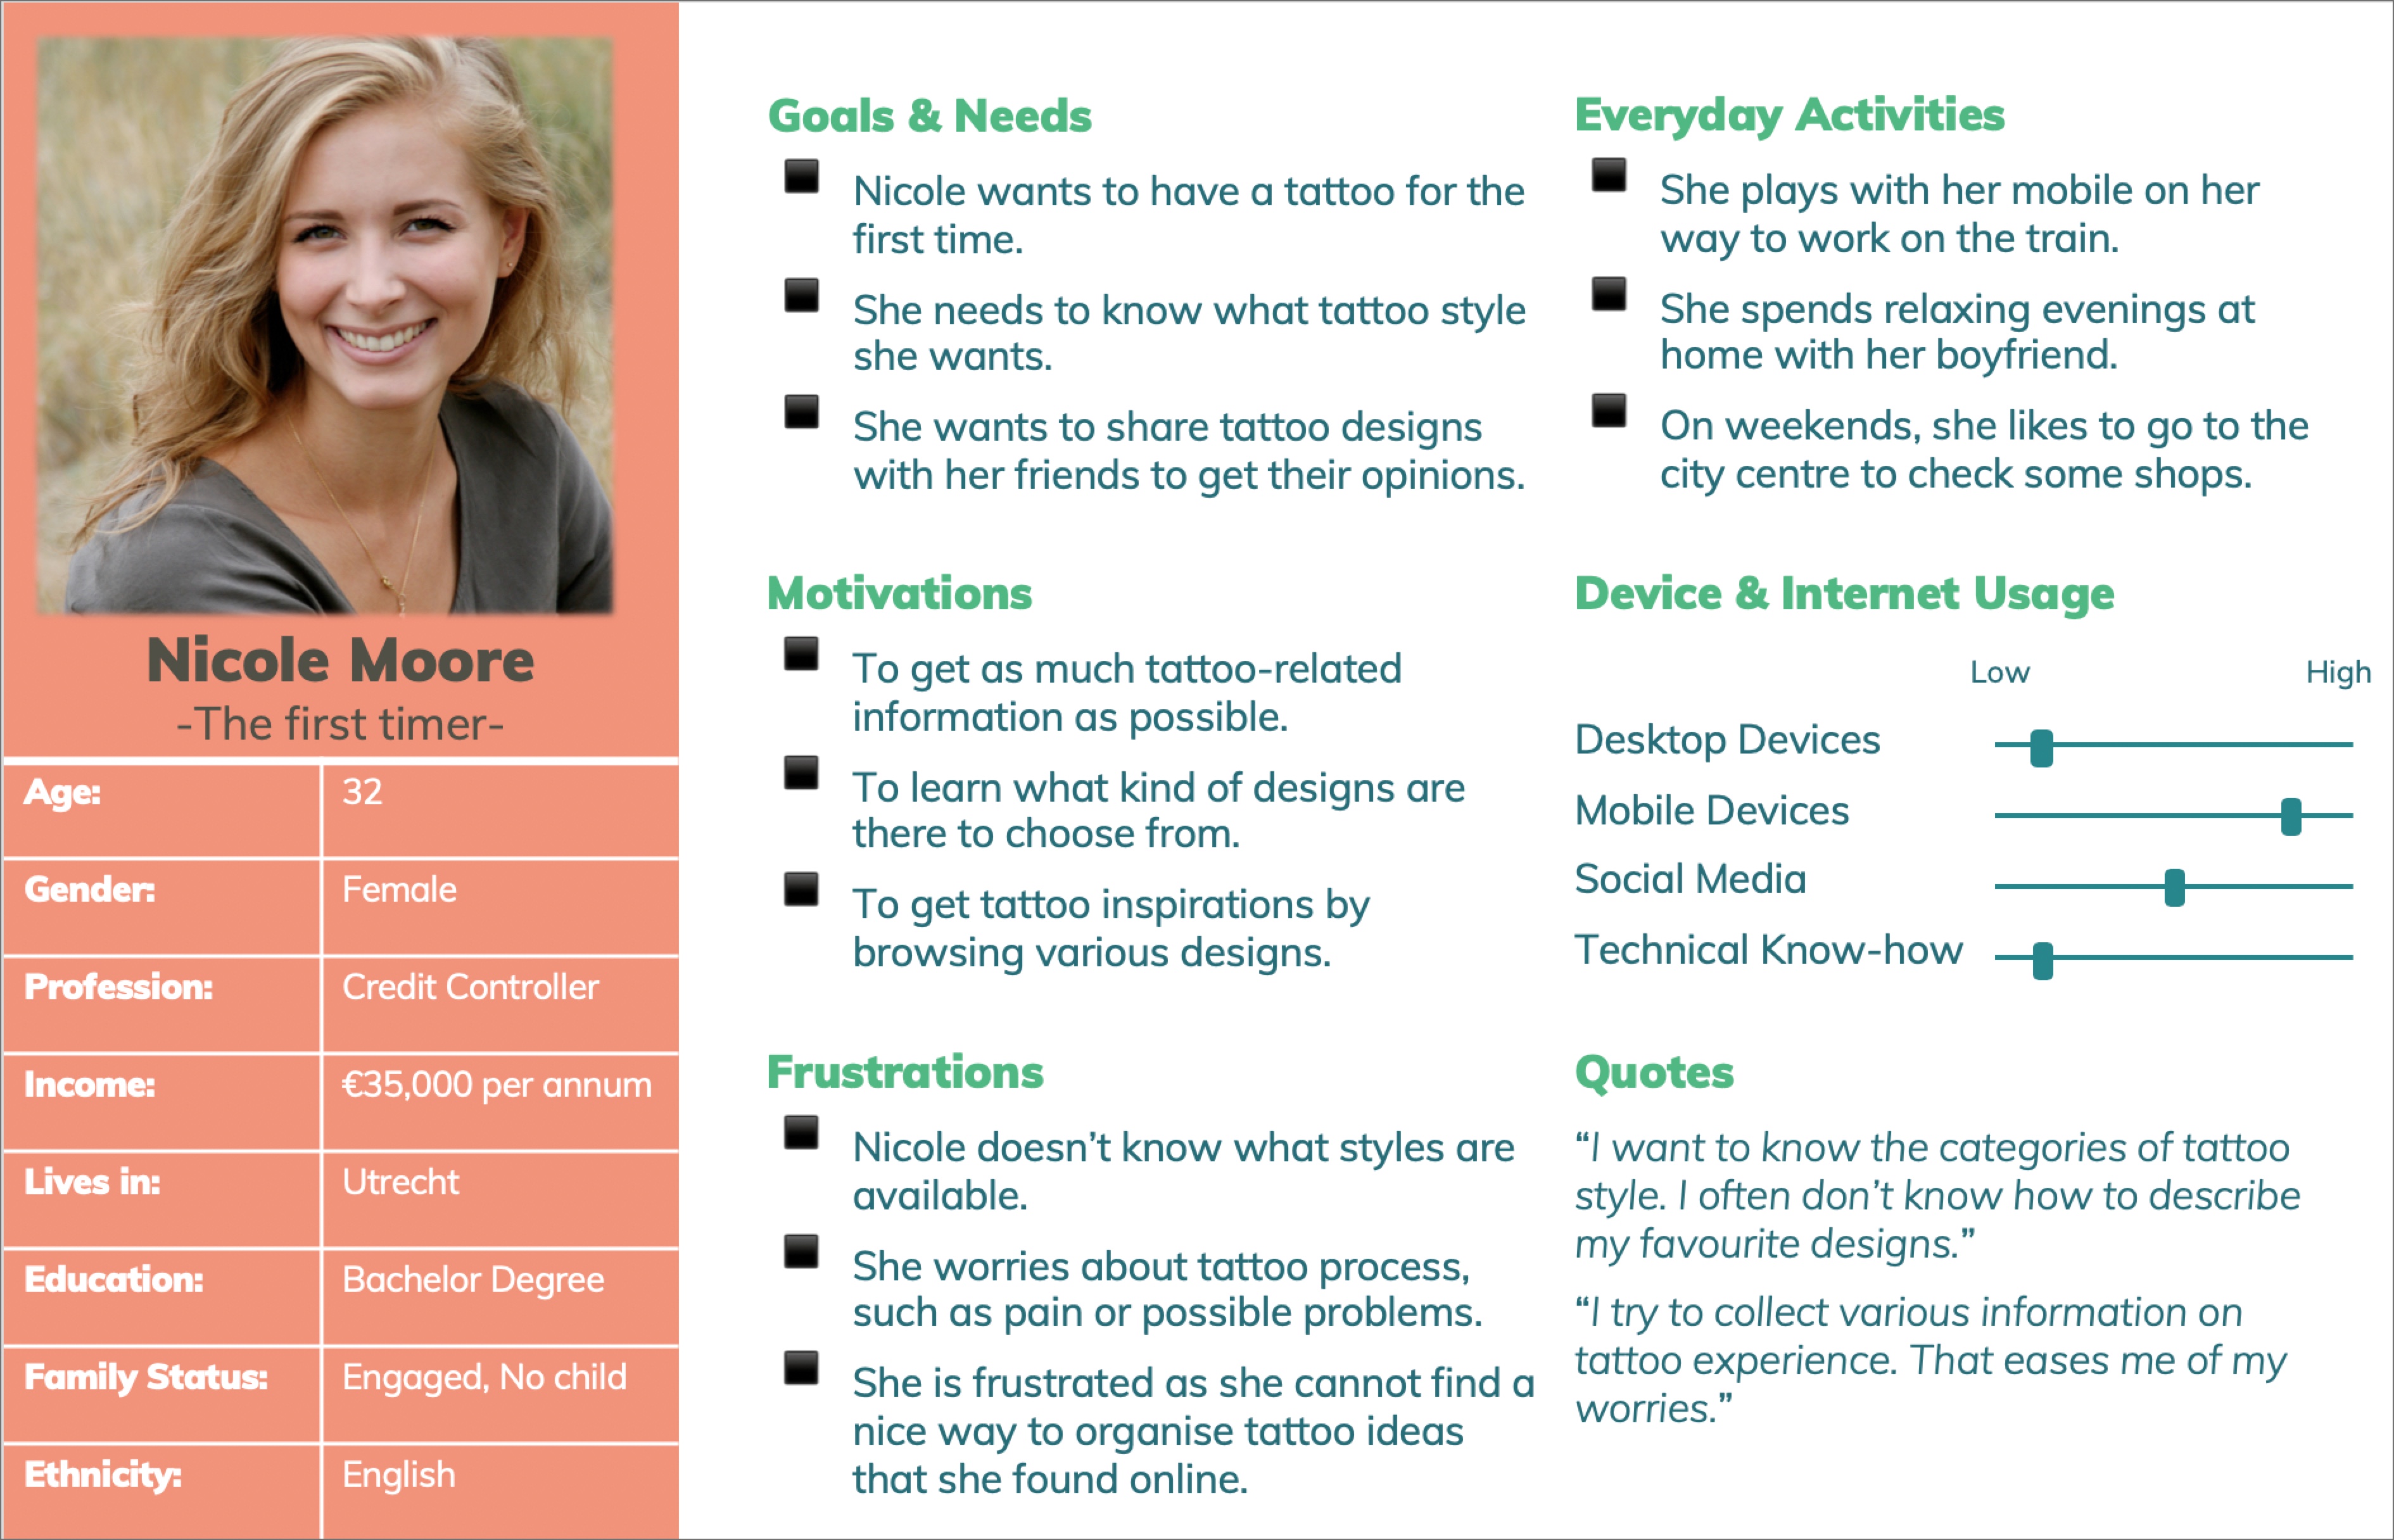 Nicole Moore
-The first timer-
Age: 32
Gender: Female
Profession: Credit Controller
Income: €35,000 per annum
Lives in: Utrecht
Education: Bachelor Degree
Family Status: Engaged, No child
Ethnicity: English
Goals & Needs
Nicole wants to have a tattoo for the
first time.
She needs to know what tattoo style
she wants.
She wants to share tattoo designs
with her friends to get their opinions.
Motivations
To get as much tattoo-related
information as possible.
To learn what kind of designs are
there to choose from.
To get tattoo inspirations by
browsing various designs.
Frustrations
Nicole doesn’t know what styles are
available.
She worries about tattoo process,
such as pain or possible problems.
She is frustrated as she cannot find a
nice way to organise tattoo ideas
that she found online.
Everyday Activities
She plays with her mobile on her
way to work on the train.
She spends relaxing evenings at
home with her boyfriend.
On weekends, she likes to go to the
city centre to check some shops.
Device & Internet Usage
Low High
Desktop Devices
Mobile Devices
Social Media
Technical Know-how
Quotes
“I want to know the categories of tattoo
style. I often don’t know how to describe
my favourite designs.”
“I try to collect various information on
tattoo experience. That eases me of my
worries.”